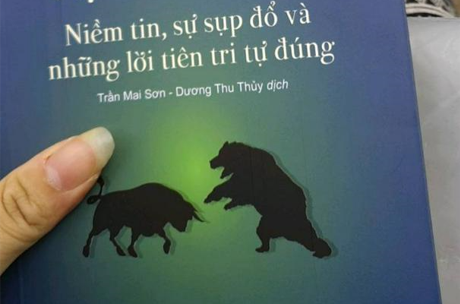 Niềm tin, sự sụp đổ và
những lời tiên tri tự đúng
Trần Mai Sơn - Dương Thu Thủy dịch